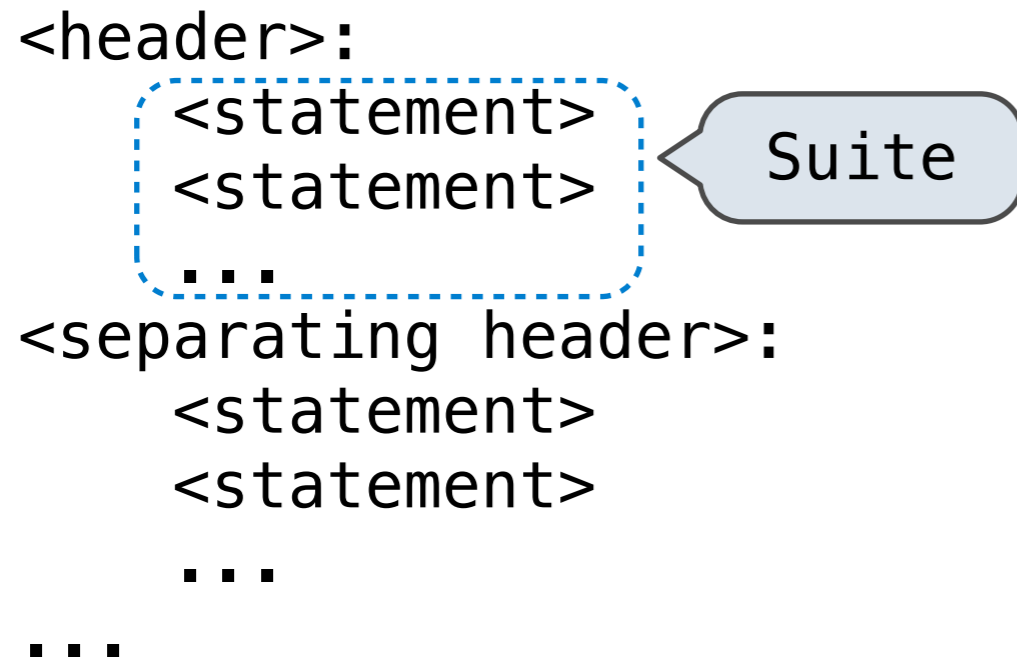 <header>:
    <statement>
    <statement>
    ...
Suite
<separating header>:
    <statement>
    <statement>
    ...
...